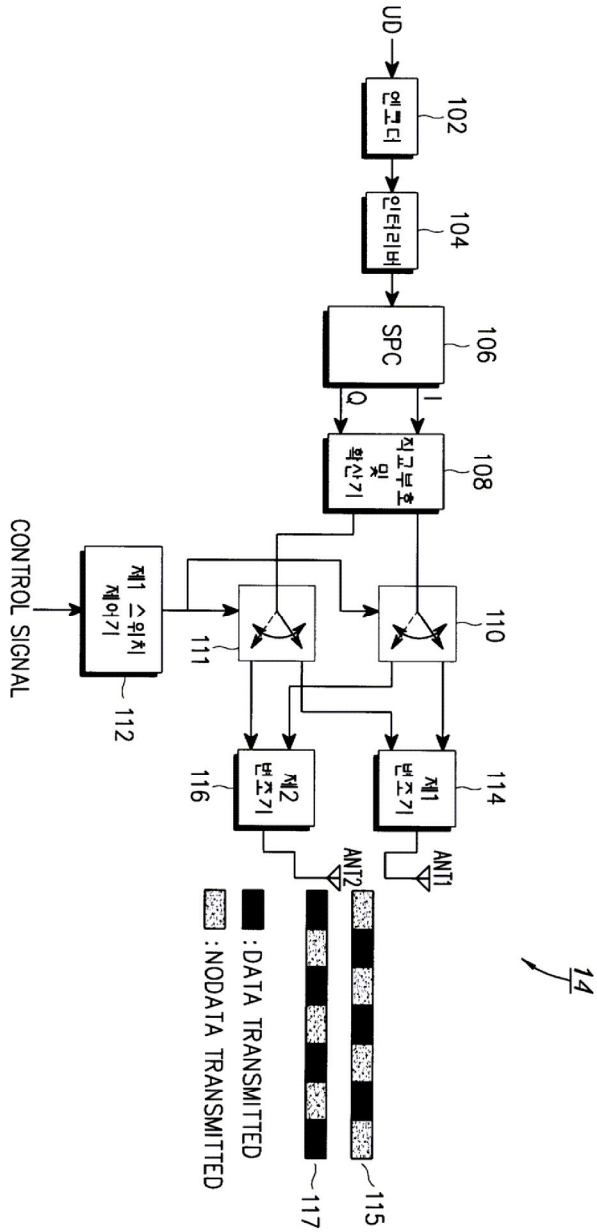 14
UD
102
엔코더
104
인터리버
106
SPC
I
Q
108
직교부호
및
확산기
110
111
114
제1
변조기
ANT1
116
제2
변조기
ANT2
112
제1 스위치
제어기
CONTROL SIGNAL
115
117
:DATA TRANSMITTED
:NODATA TRANSMITTED